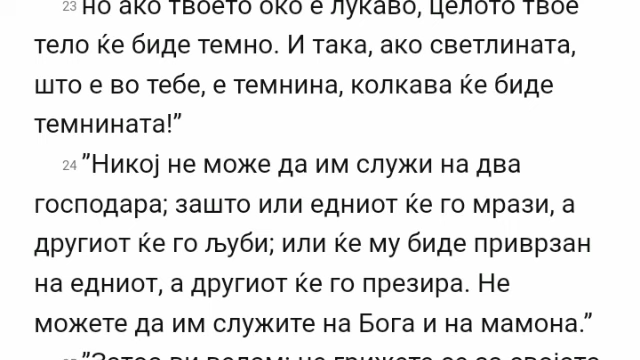 23 но ако твоето око е лукаво, целото твое
тело ќе биде темно. И така, ако светлината,
што е во тебе, е темнина, колкава ќе биде
темнината!”
24 ”Никој не може да им служи на два
господара; зашто или едниот ќе го мрази, а
другиот ќе го љуби; или ќе му биде приврзан
на едниот, а другиот ќе го презира. Не
можете да им служите на Бога и на мамона.”